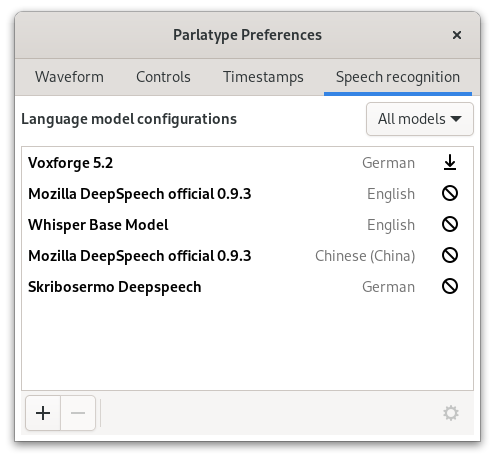 Parlatype Preferences
Waveform Controls Timestamps Speech recognition
Language model configurations All models
Voxforge 5.2 German
Mozilla DeepSpeech official 0.9.3 English
Whisper Base Model English
Mozilla DeepSpeech official 0.9.3 Chinese (China)
Skribosermo Deepspeech German